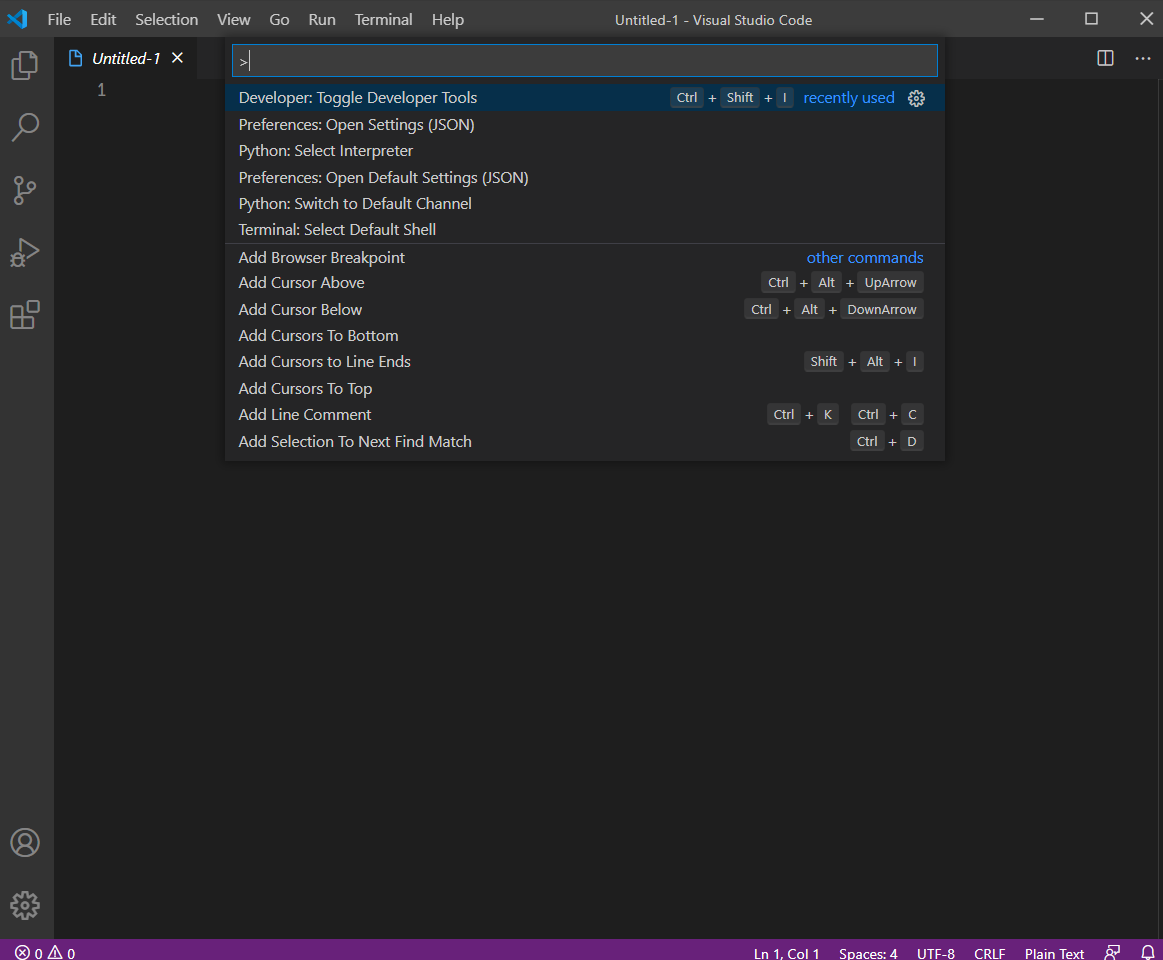 File Edit Selection View Go Run Terminal Help Untitled-1 - Visual Studio Code
Untitled-1
>
1
Developer: Toggle Developer Tools Ctrl + Shift + I recently used
Preferences: Open Settings (JSON)
Python: Select Interpreter
Preferences: Open Default Settings (JSON)
Python: Switch to Default Channel
Terminal: Select Default Shell
Add Browser Breakpoint other commands
Add Cursor Above Ctrl + Alt + UpArrow
Add Cursor Below Ctrl + Alt + DownArrow
Add Cursors To Bottom
Add Cursors to Line Ends Shift + Alt + I
Add Cursors To Top
Add Line Comment Ctrl + K Ctrl + C
Add Selection To Next Find Match Ctrl + D
0 0 Ln 1, Col 1 Spaces: 4 UTF-8 CRLF Plain Text